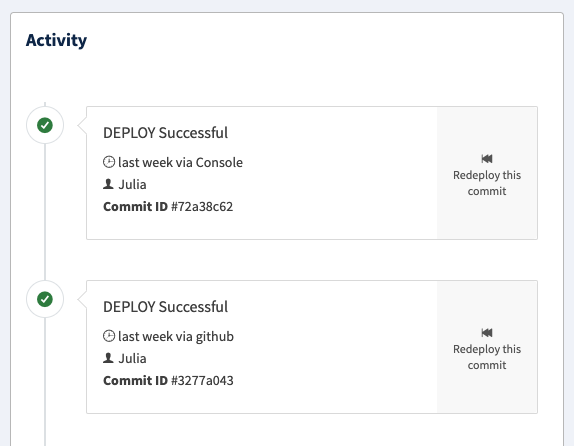 Activity
DEPLOY Successful
last week via Console
Julia
Commit ID #72a38c62
Redeploy this
commit
DEPLOY Successful
last week via github
Julia
Commit ID #3277a043
Redeploy this
commit